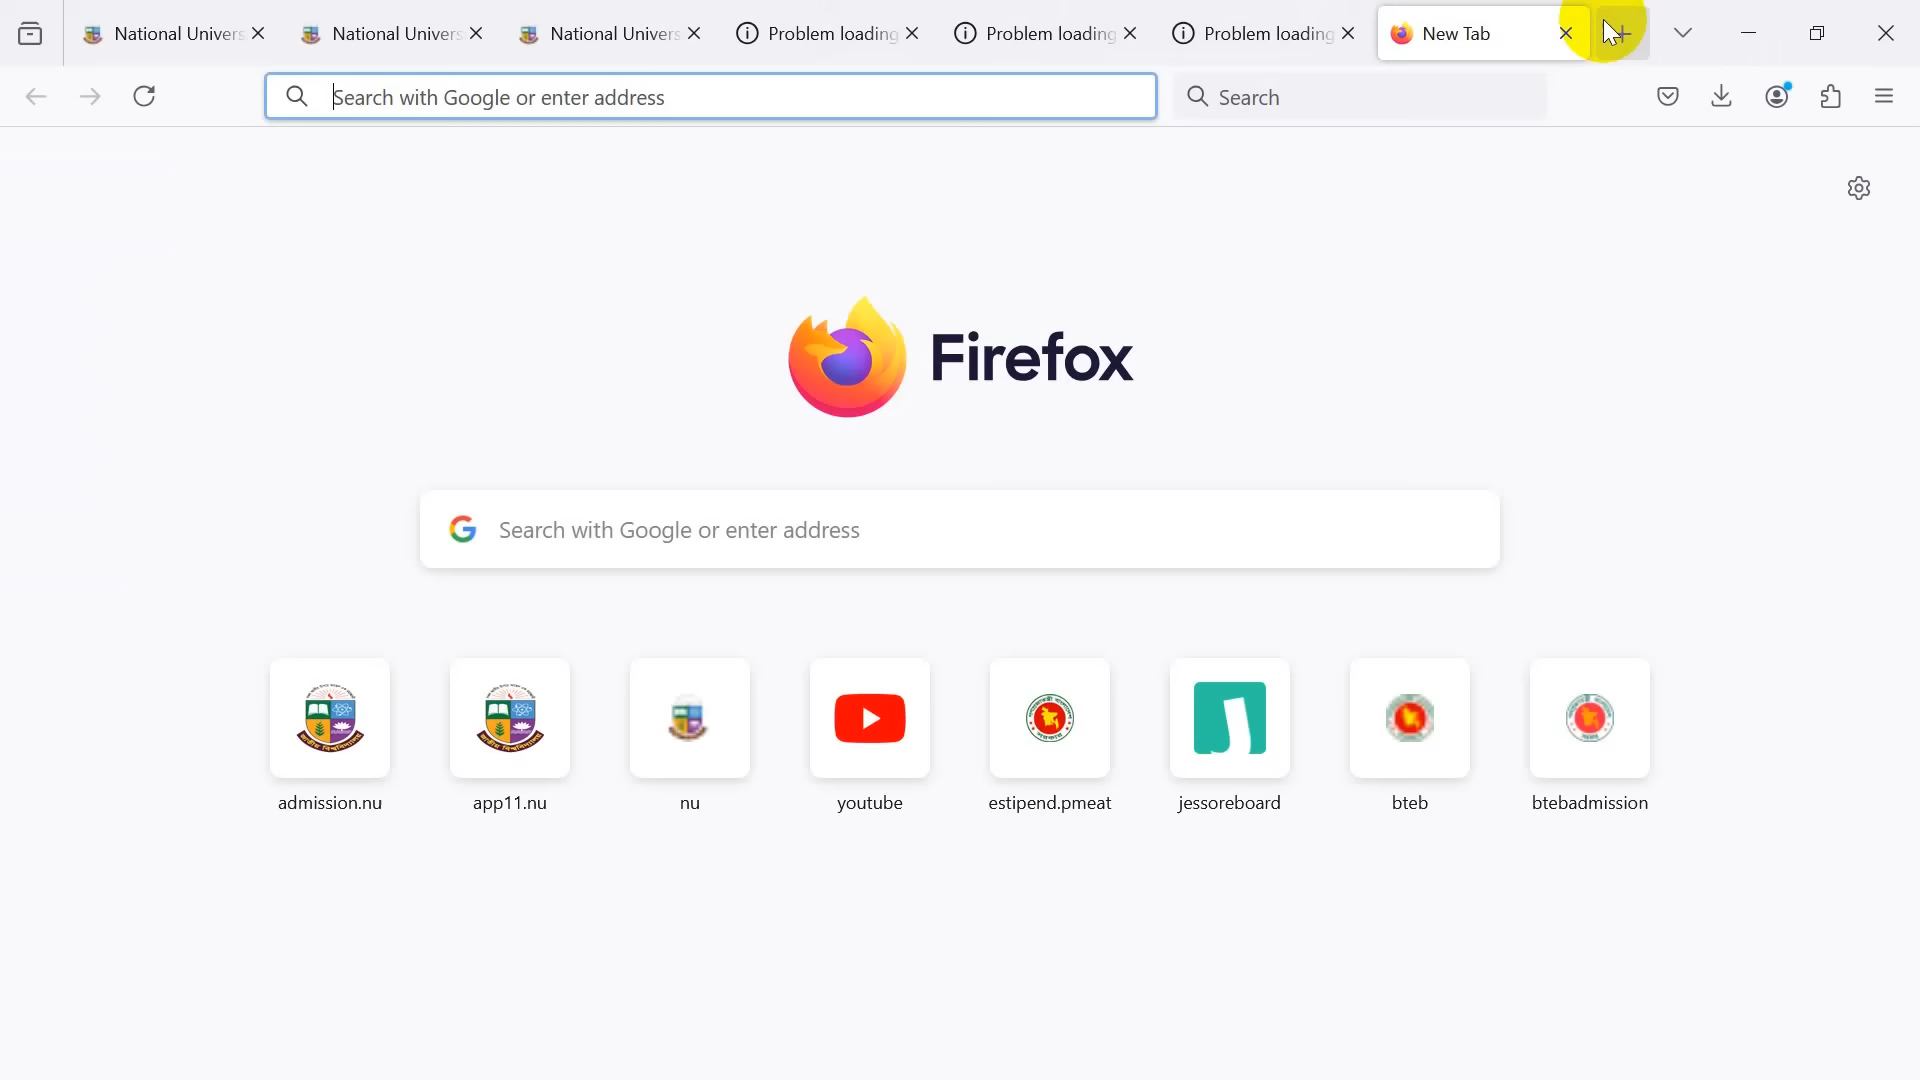 National Univers
National Univers
National Univers
Problem loading
Problem loading
Problem loading
New Tab
Search with Google or enter address
Search
Firefox
Search with Google or enter address
admission.nu
app11.nu
nu
youtube
estipend.pmeat
jessoreboard
bteb
btebadmission